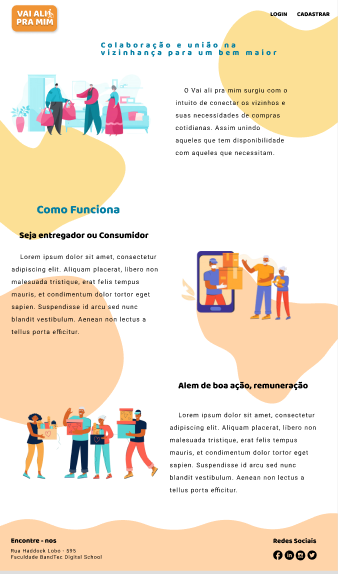 VAI ALI
PRA MIM
LOGIN CADASTRAR
Colaboração e união na
vizinhança para um bem maior
O Vai ali pra mim surgiu com o
intuito de conectar os vizinhos e
suas necessidades de compras
cotidianas. Assim unindo
aqueles que tem disponibilidade
com aqueles que necessitam.
Como Funciona
Seja entregador ou Consumidor
Lorem ipsum dolor sit amet, consectetur
adipiscing elit. Aliquam placerat, libero non
malesuada tristique, erat felis tempus
mauris, et condimentum dolor tortor eget
sapien. Suspendisse id arcu sed nunc
blandit vestibulum. Aenean non lectus a
tellus porta efficitur.
Alem de boa ação, remuneração
Lorem ipsum dolor sit amet, consectetur
adipiscing elit. Aliquam placerat, libero non
malesuada tristique, erat felis tempus
mauris, et condimentum dolor tortor eget
sapien. Suspendisse id arcu sed nunc
blandit vestibulum. Aenean non lectus a
tellus porta efficitur.
Encontre - nos
Rua Haddock Lobo - 595
Faculdade BandTec Digital School
Redes Sociais